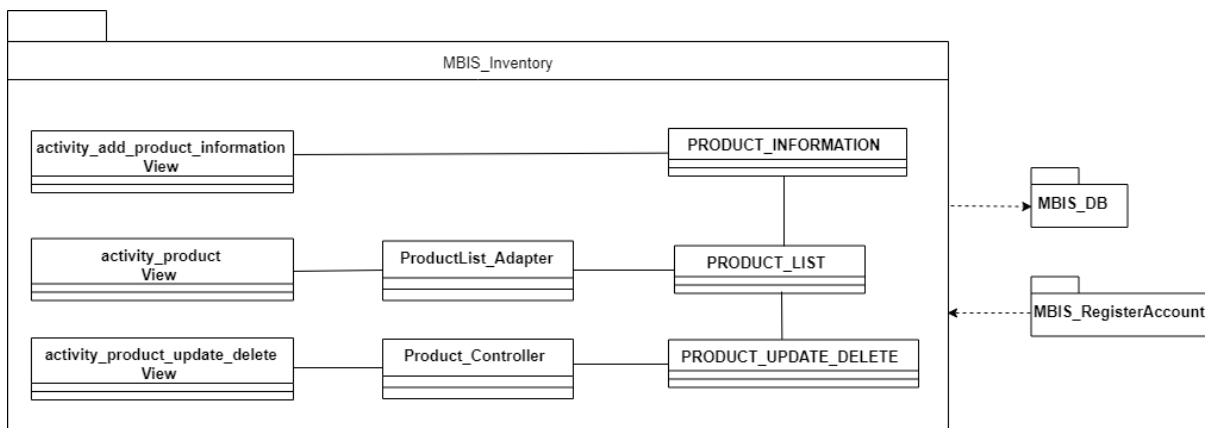 MBIS_Inventory
activity_add_product_information
View
PRODUCT_INFORMATION
activity_product
View
ProductList_Adapter
PRODUCT_LIST
activity_product_update_delete
View
Product_Controller
PRODUCT_UPDATE_DELETE
MBIS_DB
MBIS_RegisterAccount